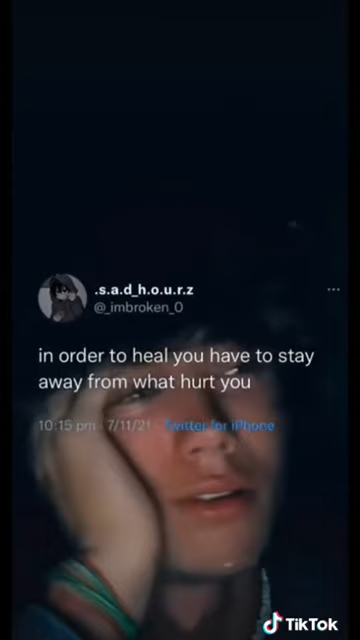 .s.a.d_h.o.u.r.z
@_imbroken_0
in order to heal you have to stay
away from what hurt you
10:15 pm · 7/11/21 · Twitter for iPhone
TikTok